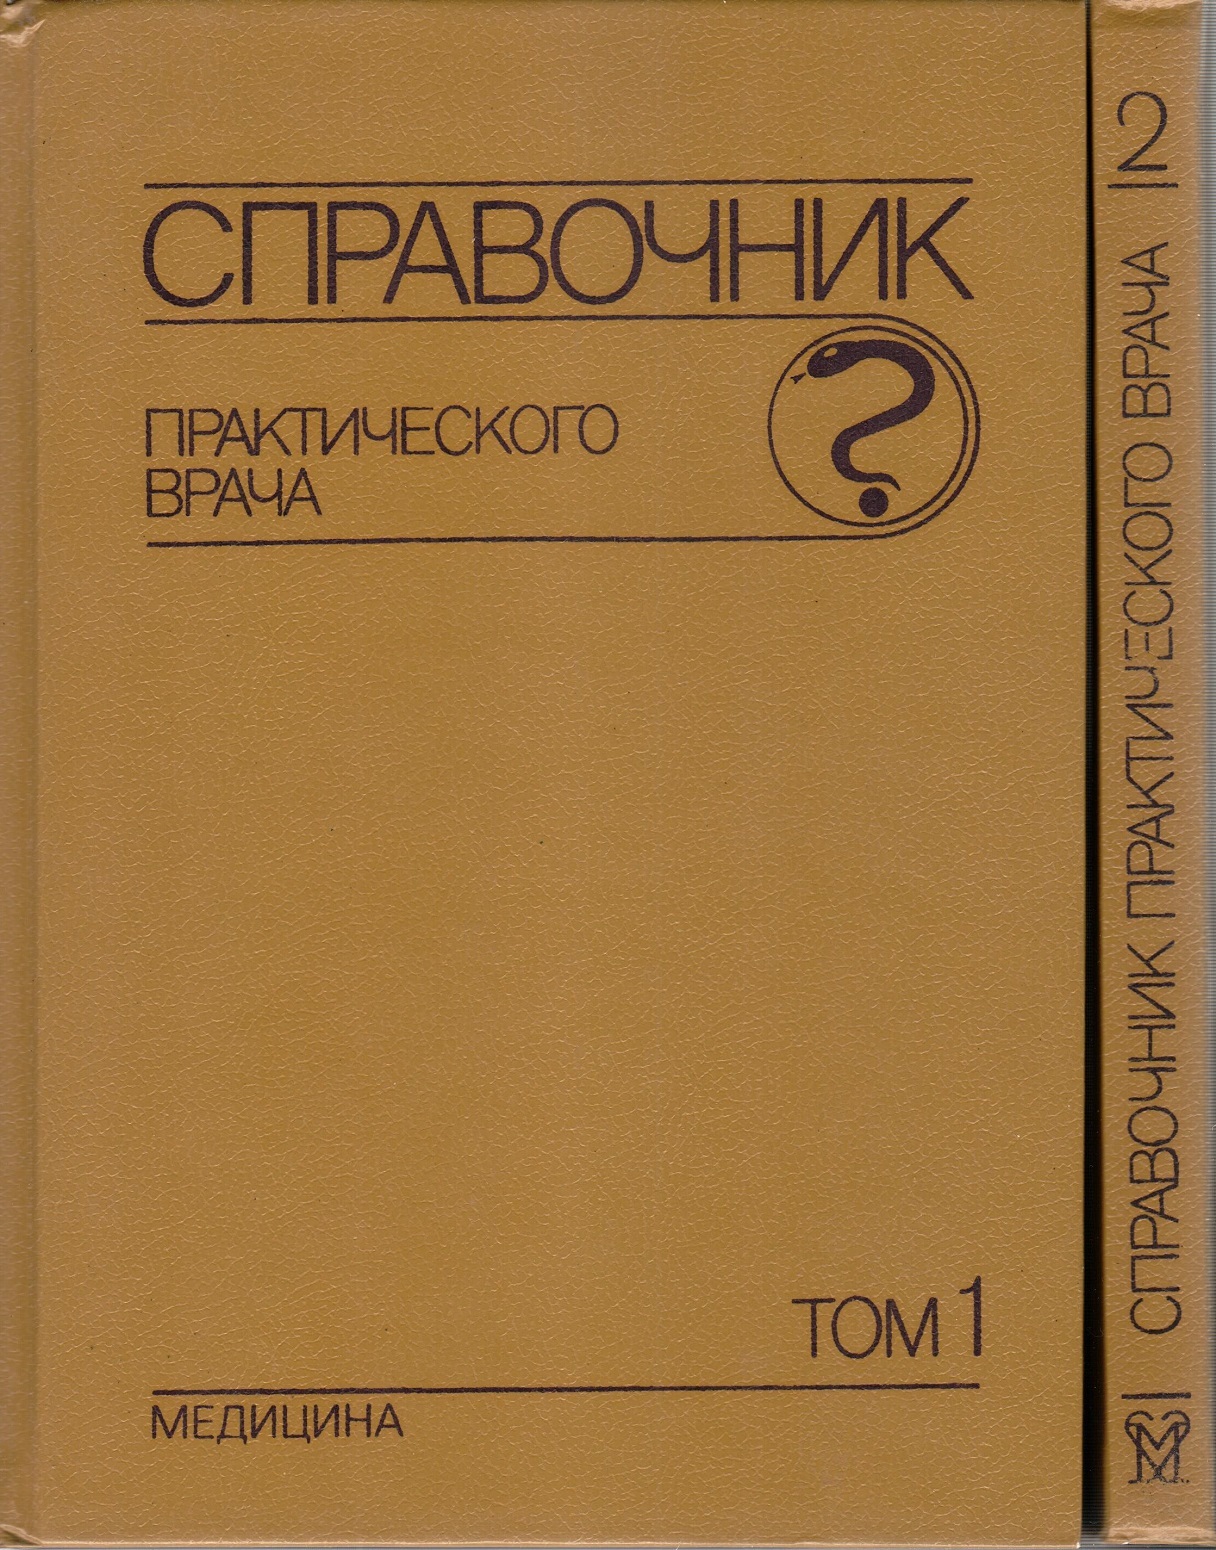 СПРАВОЧНИК
ПРАКТИЧЕСКОГО
ВРАЧА
ТОМ 1
МЕДИЦИНА
СПРАВОЧНИК ПРАКТИЧЕСКОГО ВРАЧА 2